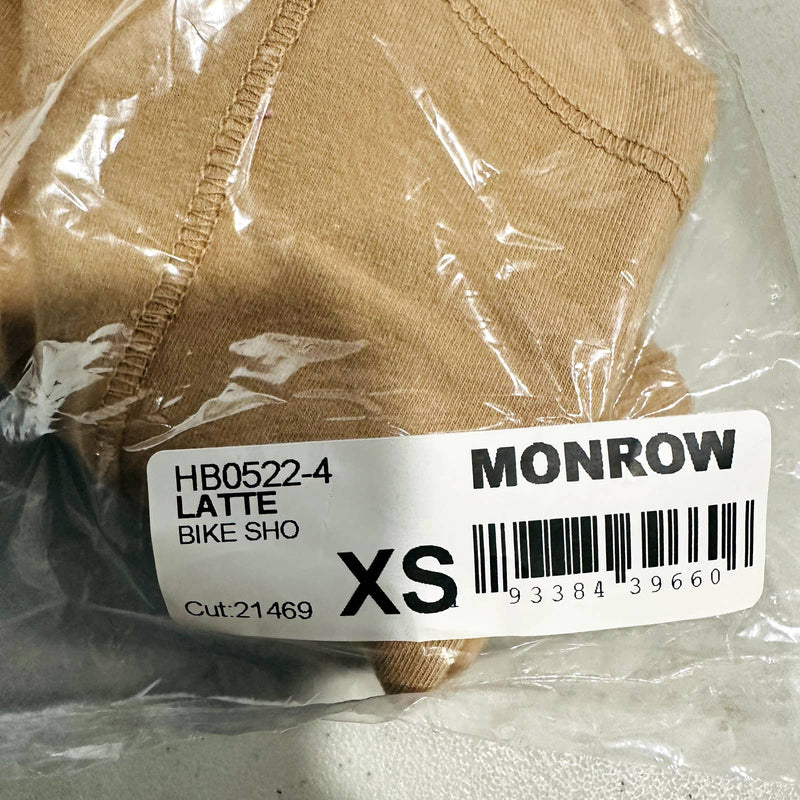 HB0522-4
LATTE
BIKE SHO
Cut:21469
XS
MONROW
93384 39660